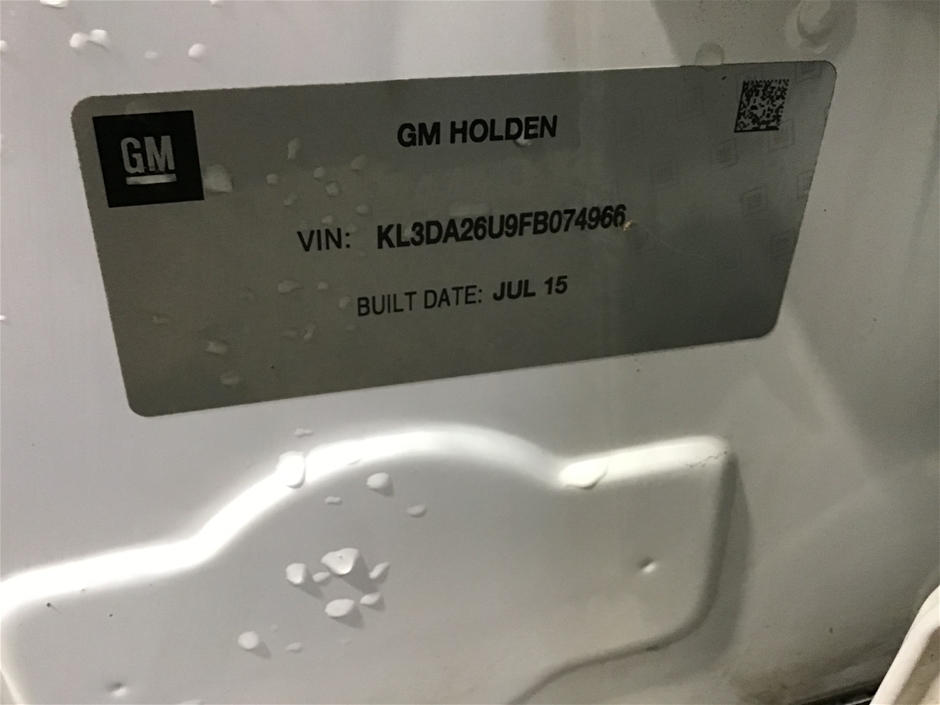 GM
GM HOLDEN
VIN: KL3DA26U9FB074966
BUILT DATE: JUL 15